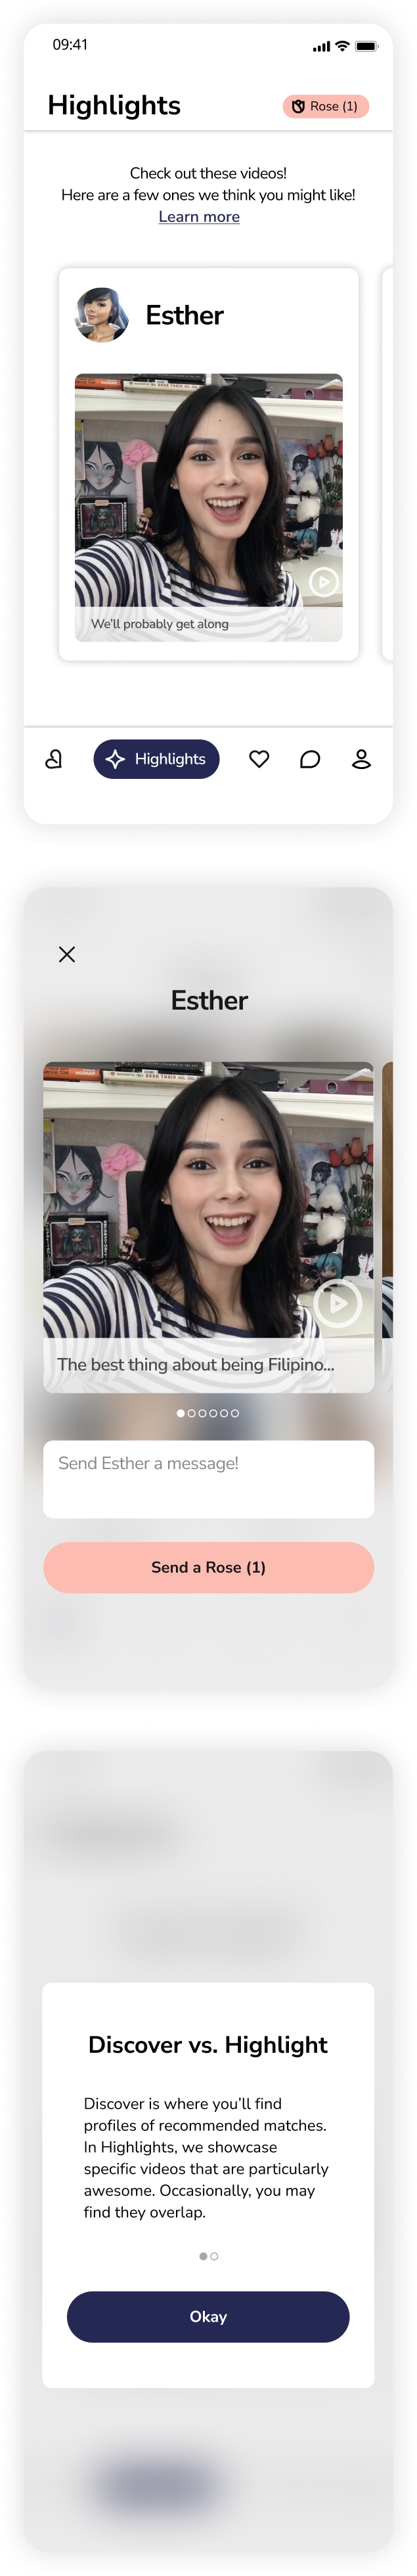 09:41
Highlights
Rose (1)
Check out these videos!
Here are a few ones we think you might like!
Learn more
Esther
We'll probably get along
Highlights
Esther
The best thing about being Filipino...
Send Esther a message!
Send a Rose (1)
Discover vs. Highlight
Discover is where you'll find
profiles of recommended matches.
In Highlights, we showcase
specific videos that are particularly
awesome. Occasionally, you may
find they overlap.
Okay